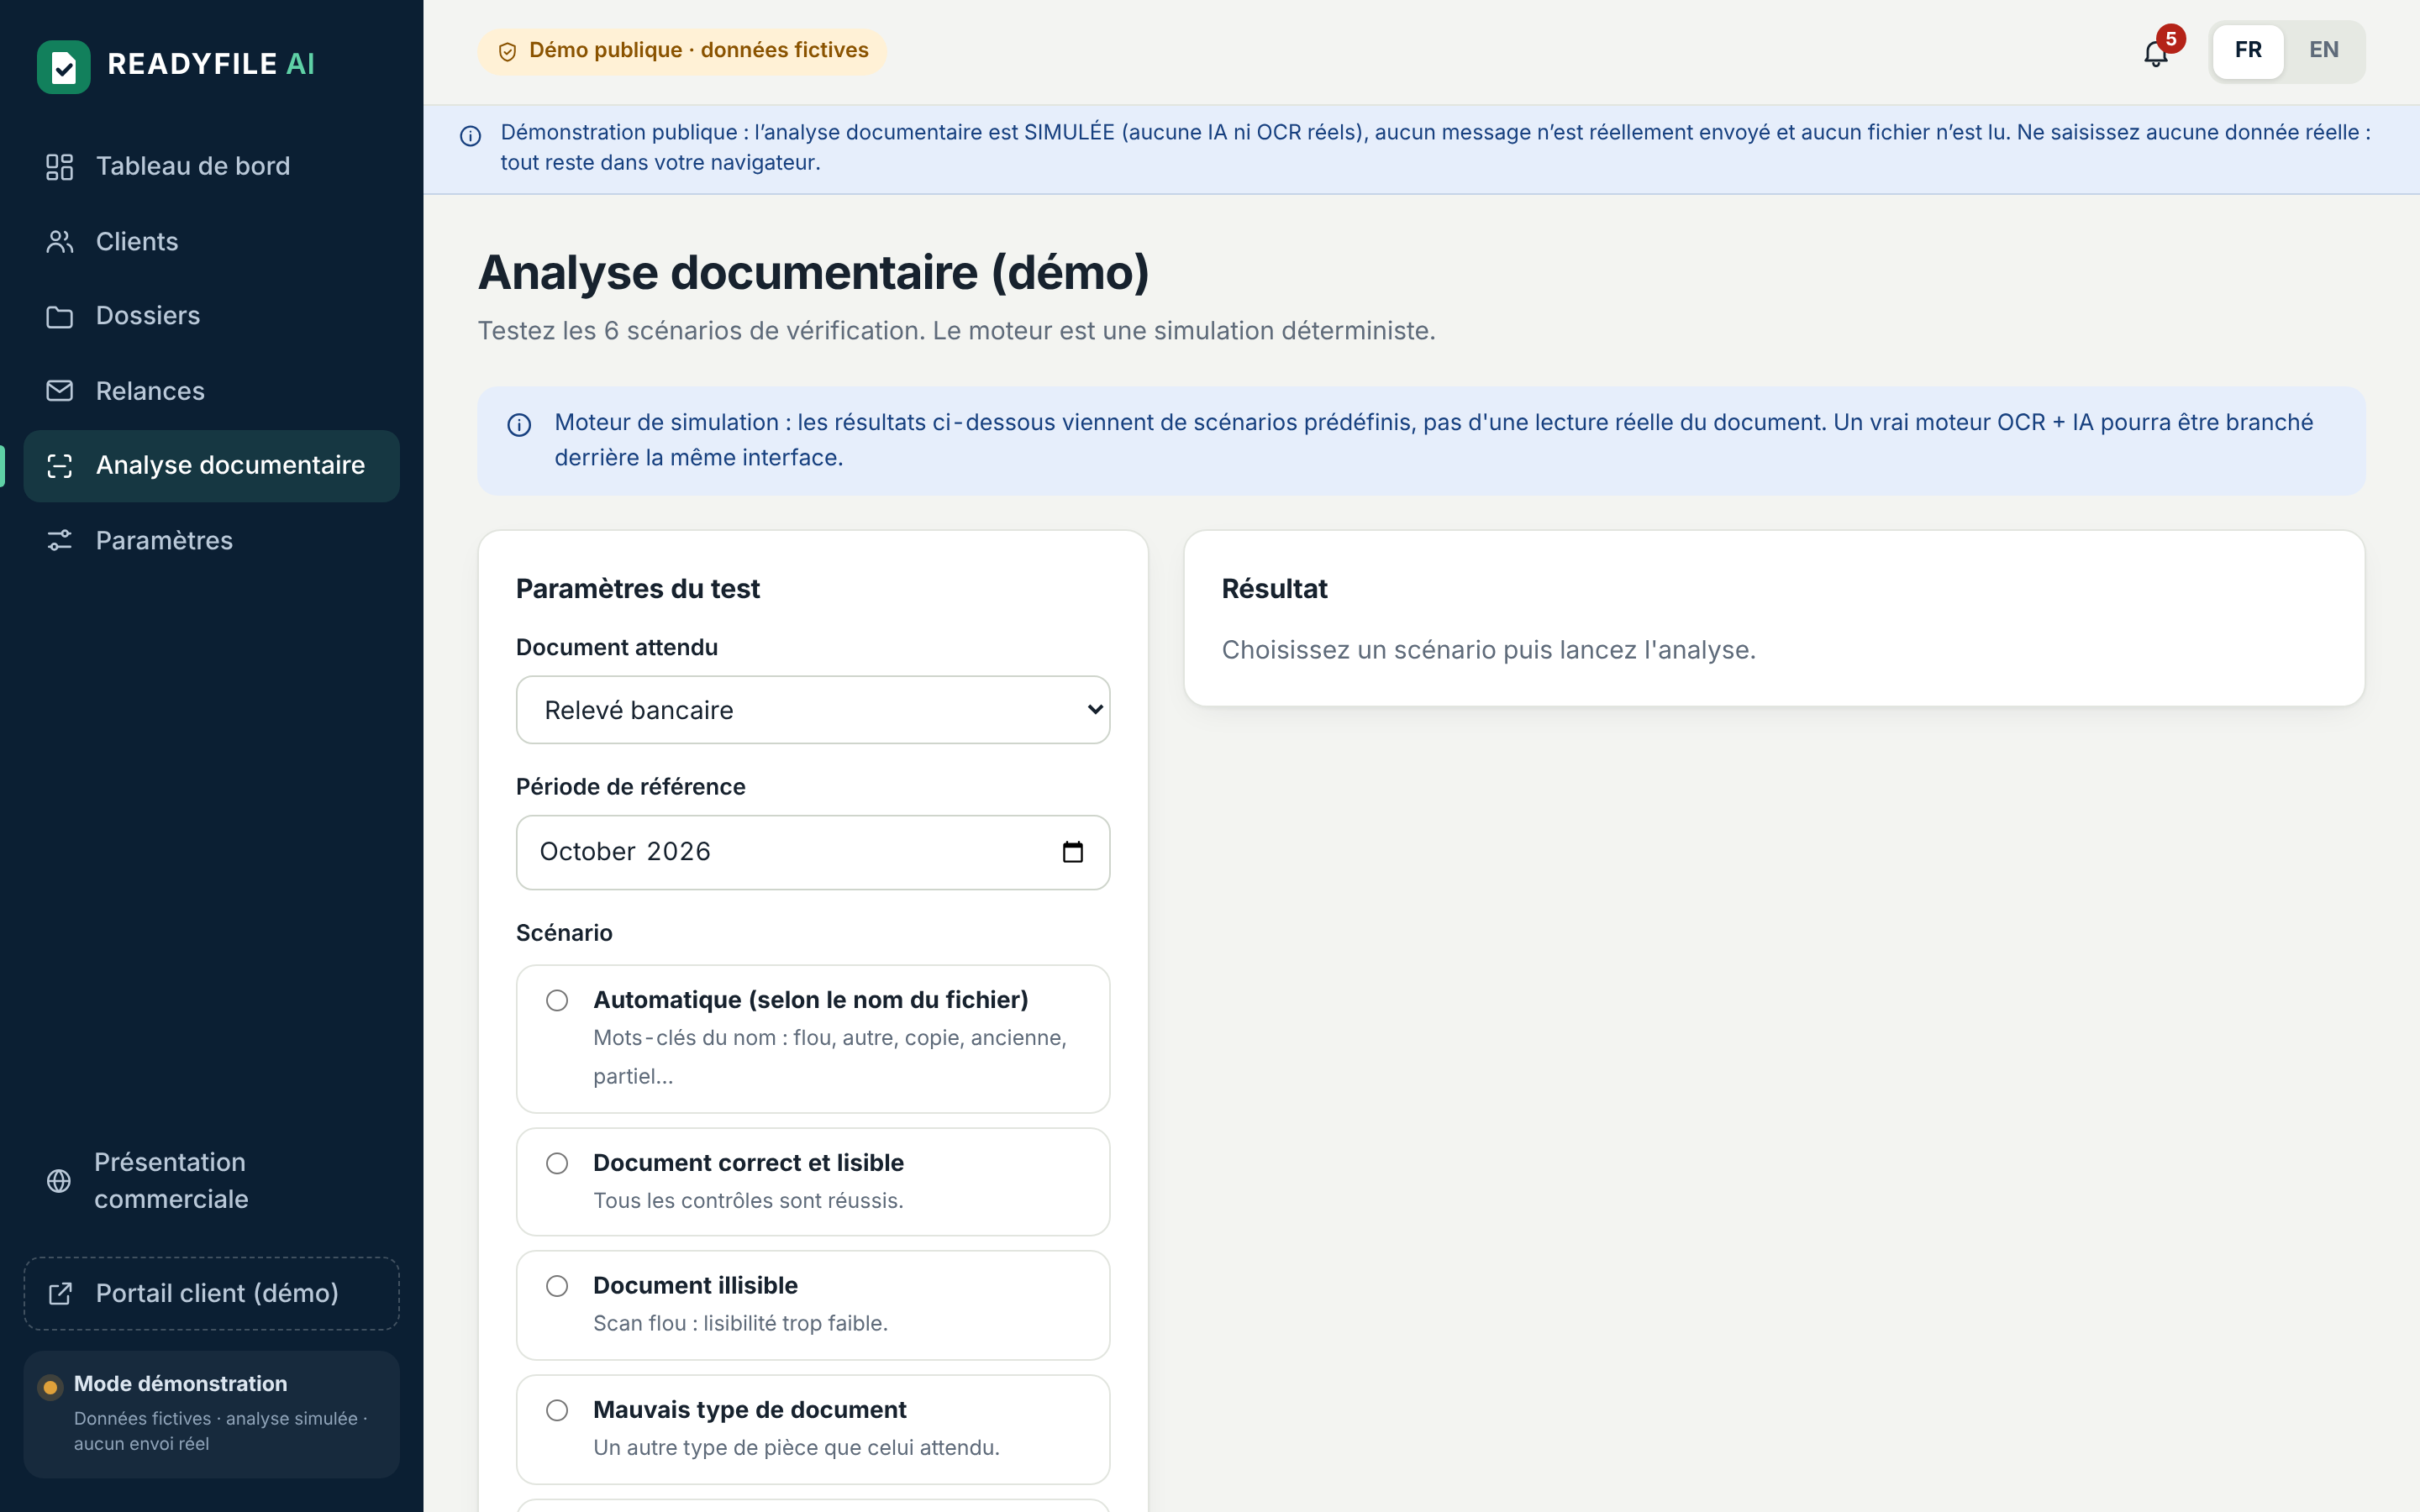 READYFILE AI
Tableau de bord
Clients
Dossiers
Relances
Analyse documentaire
Paramètres
Présentation
commerciale
Portail client (démo)
Mode démonstration
Données fictives · analyse simulée ·
aucun envoi réel
Démo publique · données fictives
5
FR
EN
Démonstration publique : l’analyse documentaire est SIMULÉE (aucune IA ni OCR réels), aucun message n’est réellement envoyé et aucun fichier n’est lu. Ne saisissez aucune donnée réelle :
tout reste dans votre navigateur.
Analyse documentaire (démo)
Testez les 6 scénarios de vérification. Le moteur est une simulation déterministe.
Moteur de simulation : les résultats ci-dessous viennent de scénarios prédéfinis, pas d'une lecture réelle du document. Un vrai moteur OCR + IA pourra être branché
derrière la même interface.
Paramètres du test
Document attendu
Relevé bancaire
Période de référence
October 2026
Scénario
Automatique (selon le nom du fichier)
Mots-clés du nom : flou, autre, copie, ancienne,
partiel...
Document correct et lisible
Tous les contrôles sont réussis.
Document illisible
Scan flou : lisibilité trop faible.
Mauvais type de document
Un autre type de pièce que celui attendu.
Résultat
Choisissez un scénario puis lancez l'analyse.